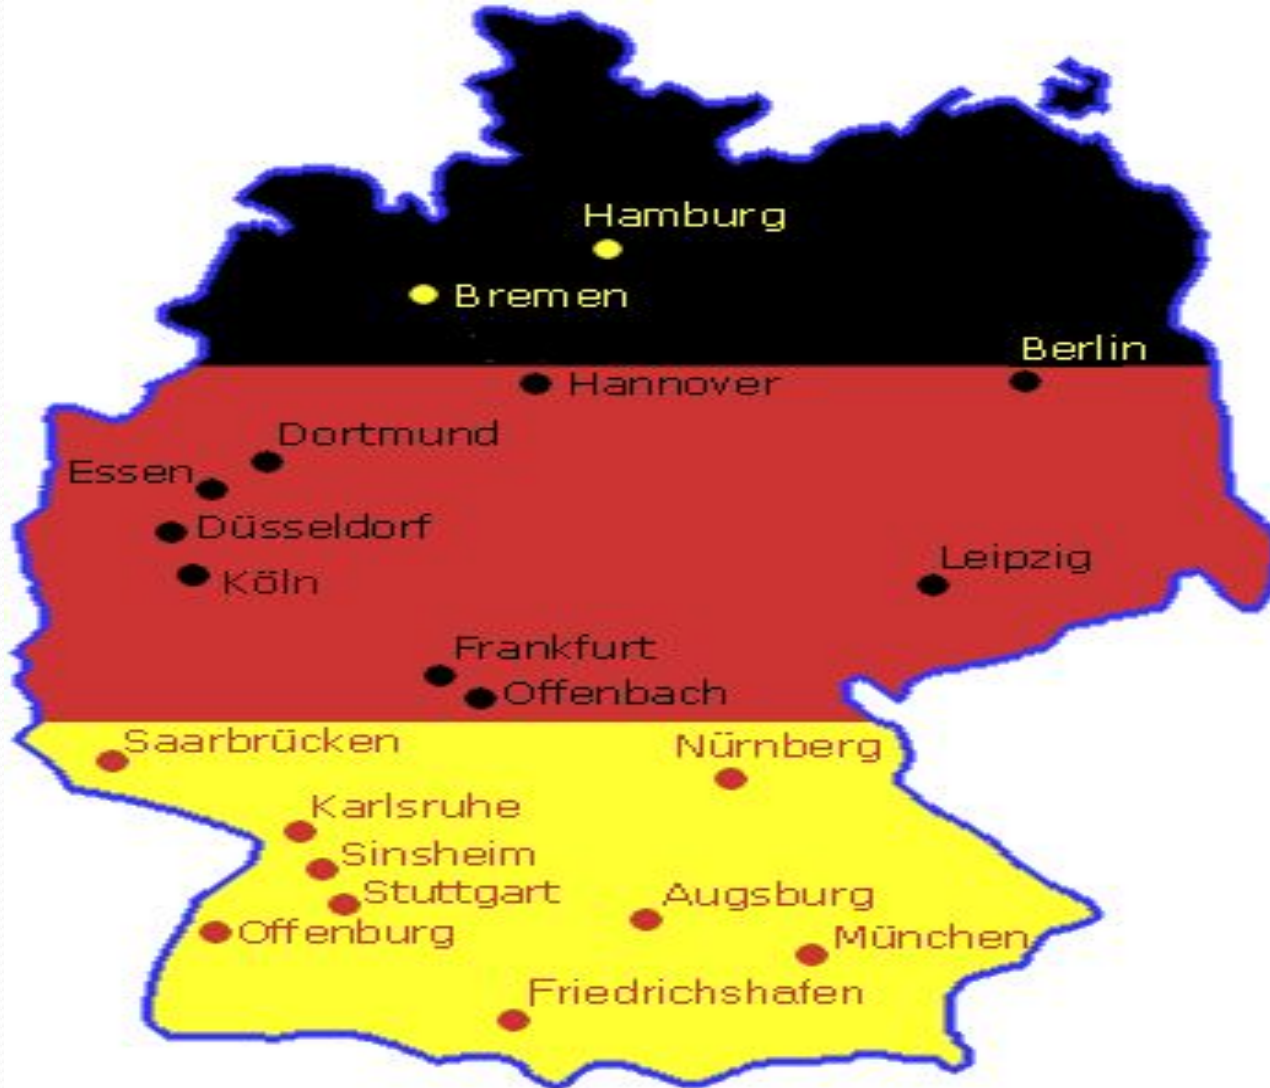 Hamburg
Bremen
Berlin
Hannover
Dortmund
Essen
Düsseldorf
Leipzig
Köln
Frankfurt
Offenbach
Saarbrücken
Nürnberg
Karlsruhe
Sinsheim
Stuttgart
Augsburg
Offenburg
München
Friedrichshafen